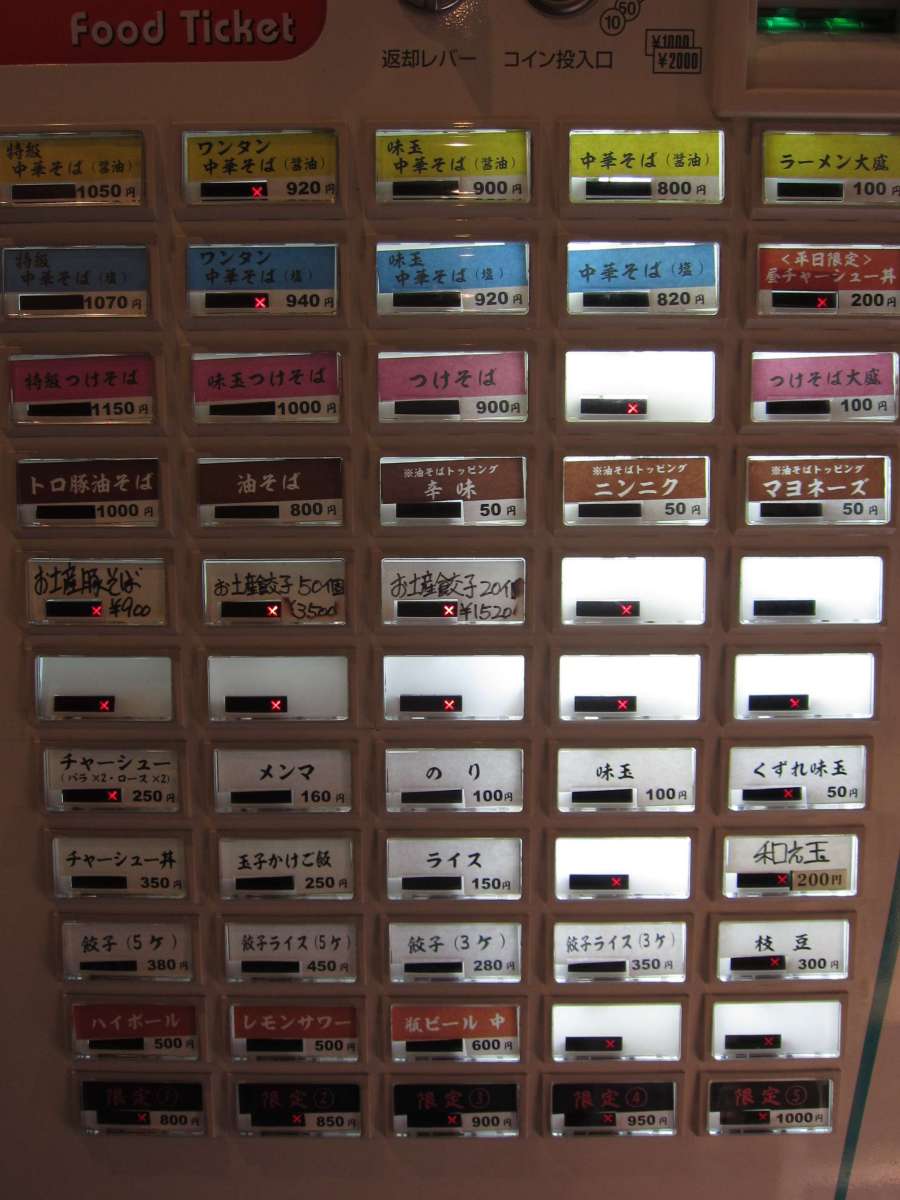 Food Ticket
返却レバー
コイン投入口
10 50
¥1000
¥2000
特級
中華そば（醤油）
1050円
ワンタン
中華そば（醤油）
×
920円
味玉
中華そば（醤油）
900円
中華そば（醤油）
800円
ラーメン大盛
100円
特級
中華そば（塩）
1070円
ワンタン
中華そば（塩）
×
940円
味玉
中華そば（塩）
920円
中華そば（塩）
820円
＜平日限定＞
昼チャーシュー丼
×
200円
特級つけそば
1150円
味玉つけそば
1000円
つけそば
900円
×
つけそば大盛
100円
トロ豚油そば
1000円
油そば
800円
※油そばトッピング
辛味
50円
※油そばトッピング
ニンニク
50円
※油そばトッピング
マヨネーズ
50円
お土産豚そば
× ¥900
お土産餃子50個
× ¥3500
お土産餃子20個
× ¥1520
×
×
×
×
×
×
チャーシュー
（バラ×2・ロース×2）
×
250円
メンマ
160円
のり
100円
味玉
100円
くずれ味玉
×
50円
チャーシュー丼
350円
玉子かけご飯
250円
ライス
150円
×
和え玉
×
200円
餃子（5ケ）
380円
餃子ライス（5ケ）
450円
餃子（3ケ）
280円
餃子ライス（3ケ）
350円
枝豆
×
300円
ハイボール
500円
レモンサワー
500円
瓶ビール 中
600円
×
×
限定①
×
800円
限定②
×
850円
限定③
×
900円
限定④
×
950円
限定⑤
×
1000円